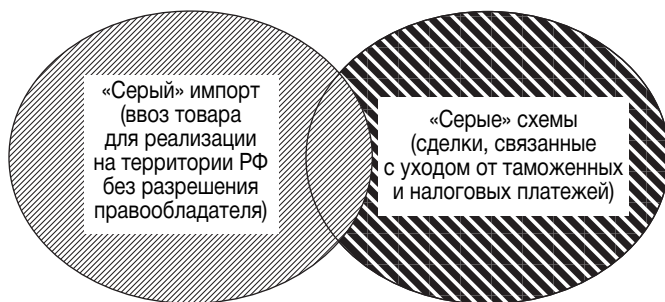 «Серый» импорт
(ввоз товара
для реализации
на территории РФ
без разрешения
правообладателя)
«Серые» схемы
(сделки, связанные
с уходом от таможенных
и налоговых платежей)